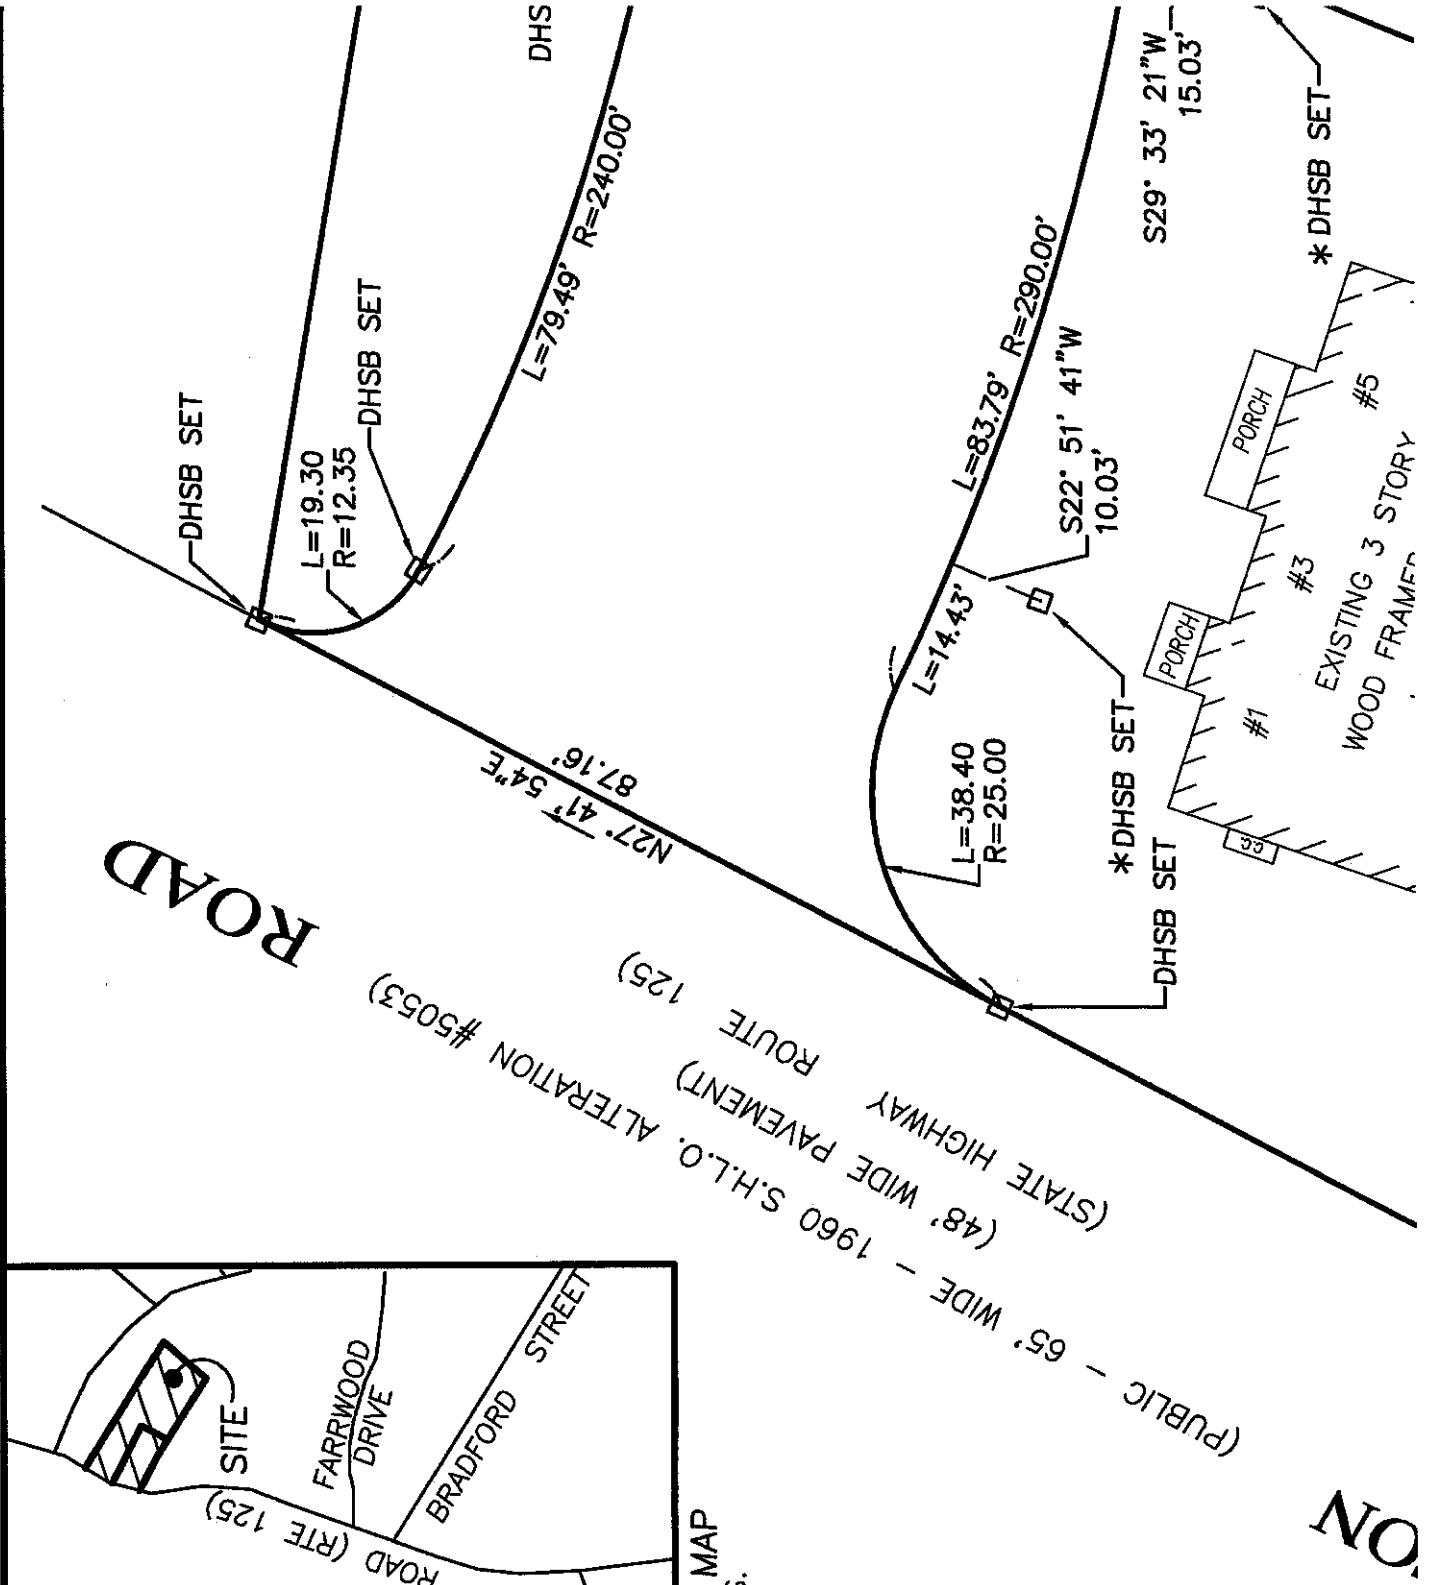 DHS
L=79.49' R=240.00'
DHSB SET
DHSB SET
L=19.30
R=12.35
S29° 33' 21"W
15.03'
*DHSB SET
L=83.79' R=290.00'
S22° 51' 41"W
10.03'
L=14.43'
L=38.40
R=25.00
*DHSB SET
DHSB SET
PORCH
PORCH
#5
#3
#1
EXISTING 3 STORY
WOOD FRAME
C.C.
N27° 41' 54"E
87.16'
ROAD
(STATE HIGHWAY ROUTE 125)
(48' WIDE PAVEMENT)
(PUBLIC - 65' WIDE - 1960 S.H.L.O. ALTERATION #5053)
ON
SITE
FARRWOOD
DRIVE
BRADFORD STREET
ROAD (RTE 125)
MAP